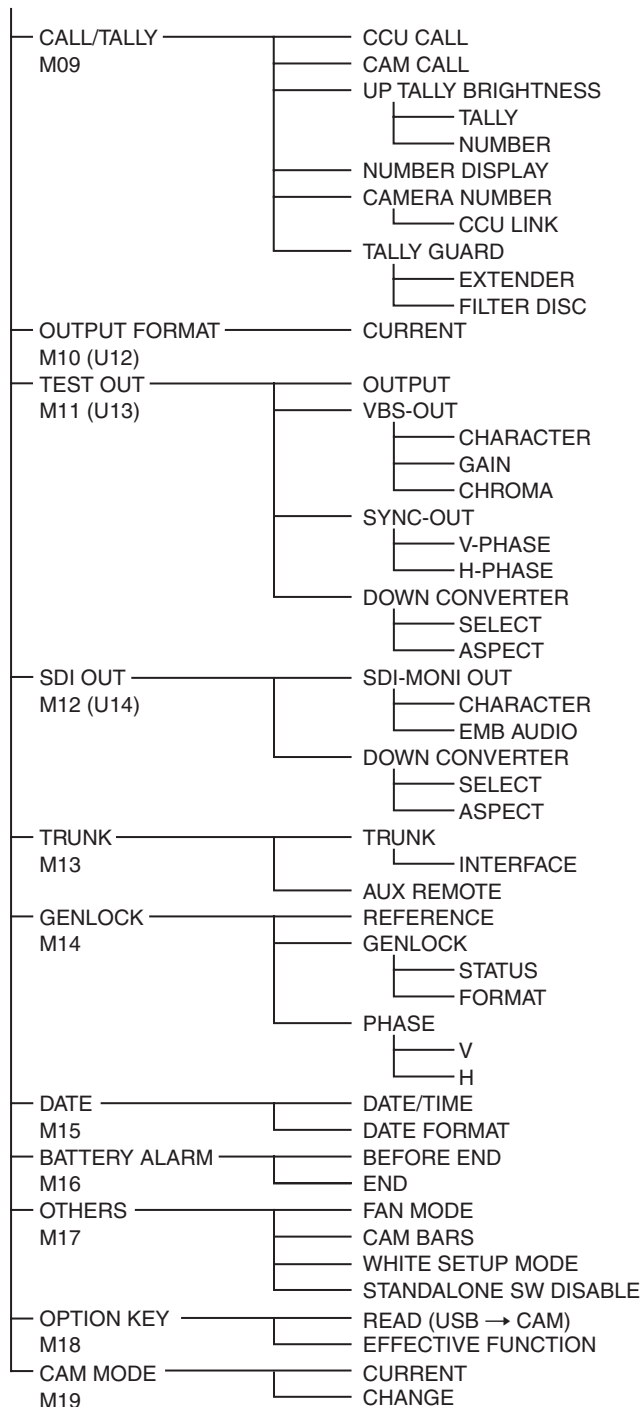 CALL/TALLY
M09
CCU CALL
CAM CALL
UP TALLY BRIGHTNESS
TALLY
NUMBER
NUMBER DISPLAY
CAMERA NUMBER
CCU LINK
TALLY GUARD
EXTENDER
FILTER DISC
OUTPUT FORMAT
M10 (U12)
CURRENT
TEST OUT
M11 (U13)
OUTPUT
VBS-OUT
CHARACTER
GAIN
CHROMA
SYNC-OUT
V-PHASE
H-PHASE
DOWN CONVERTER
SELECT
ASPECT
SDI OUT
M12 (U14)
SDI-MONI OUT
CHARACTER
EMB AUDIO
DOWN CONVERTER
SELECT
ASPECT
TRUNK
M13
TRUNK
INTERFACE
AUX REMOTE
GENLOCK
M14
REFERENCE
GENLOCK
STATUS
FORMAT
PHASE
V
H
DATE
M15
DATE/TIME
DATE FORMAT
BATTERY ALARM
M16
BEFORE END
END
OTHERS
M17
FAN MODE
CAM BARS
WHITE SETUP MODE
STANDALONE SW DISABLE
OPTION KEY
M18
READ (USB → CAM)
EFFECTIVE FUNCTION
CAM MODE
M19
CURRENT
CHANGE